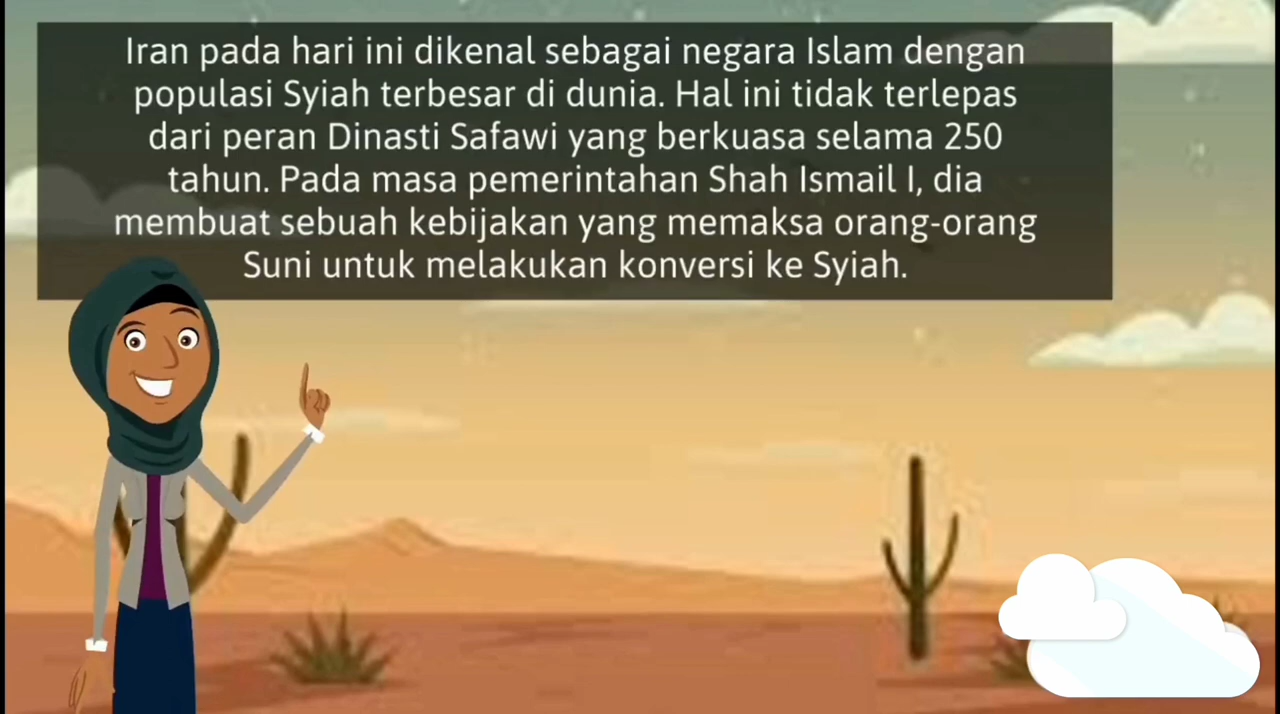 Iran pada hari ini dikenal sebagai negara Islam dengan
populasi Syiah terbesar di dunia. Hal ini tidak terlepas
dari peran Dinasti Safawi yang berkuasa selama 250
tahun. Pada masa pemerintahan Shah Ismail I, dia
membuat sebuah kebijakan yang memaksa orang-orang
Suni untuk melakukan konversi ke Syiah.